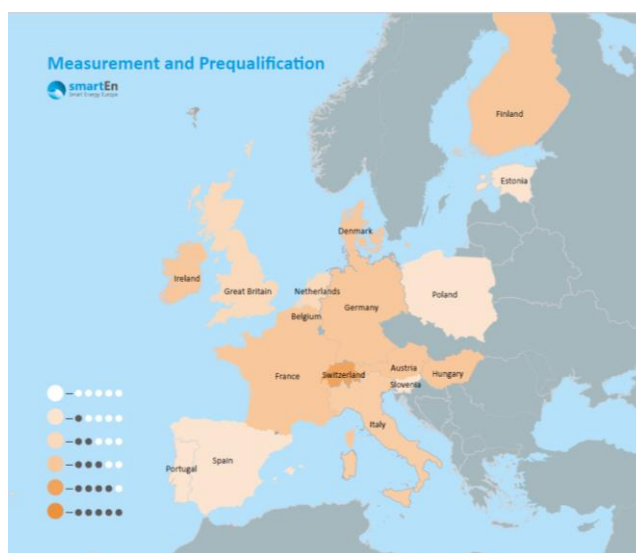 Measurement and Prequalification
smartEn
Smart Energy Europe
Finland
Estonia
Denmark
Ireland
Great Britain
Netherlands
Poland
Germany
Belgium
France
Switzerland
Austria
Hungary
Slovenia
Italy
Portugal
Spain